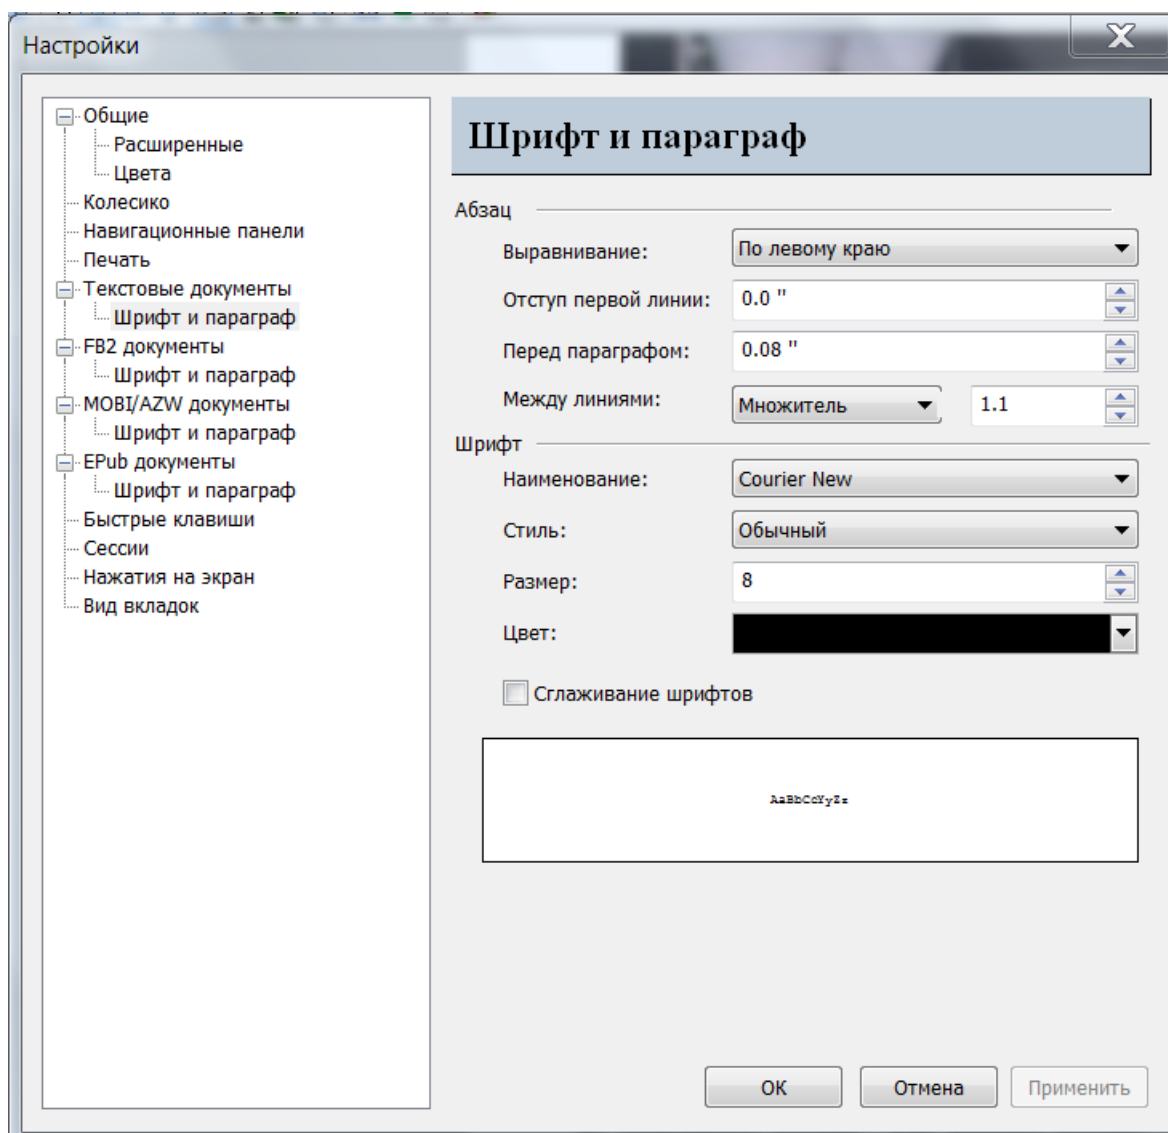 Настройки
Общие
Расширенные
Цвета
Колесико
Навигационные панели
Печать
Текстовые документы
Шрифт и параграф
FB2 документы
Шрифт и параграф
MOBI/AZW документы
Шрифт и параграф
EPub документы
Шрифт и параграф
Быстрые клавиши
Сессии
Нажатия на экран
Вид вкладок
Шрифт и параграф
Абзац
Выравнивание: По левому краю
Отступ первой линии: 0.0 "
Перед параграфом: 0.08 "
Между линиями: Множитель 1.1
Шрифт
Наименование: Courier New
Стиль: Обычный
Размер: 8
Цвет:
Сглаживание шрифтов
AaBbCcYyZz
ОК Отмена Применить